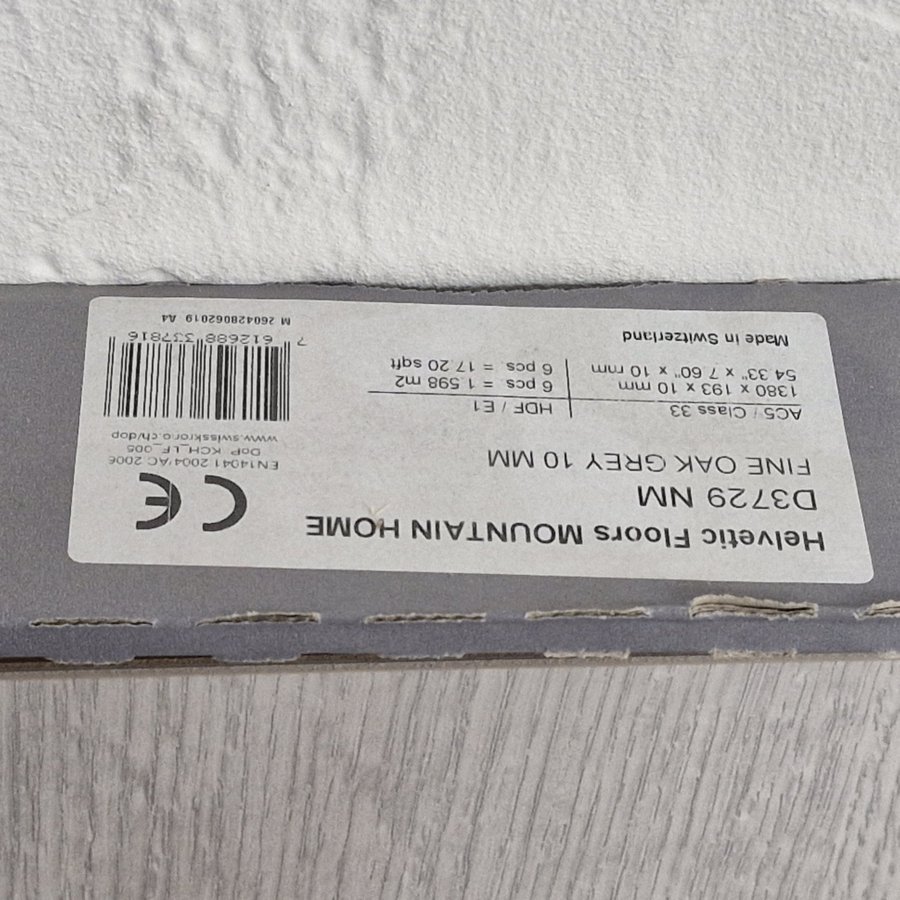 Helvetic Floors MOUNTAIN HOME
D3729 NM
FINE OAK GREY 10 MM
AC5 / Class 33
1380 x 193 x 10 mm
54.33" x 7.60" x 10 mm
Made in Switzerland
HDF / E1
6 pcs. = 1.598 m2
6 pcs. = 17.20 sqft
CE
EN14041:2004/AC:2006
DoP: KCH_LF_005
www.swisskrono.ch/dop
7 612688 337816
M 260428062019 A4